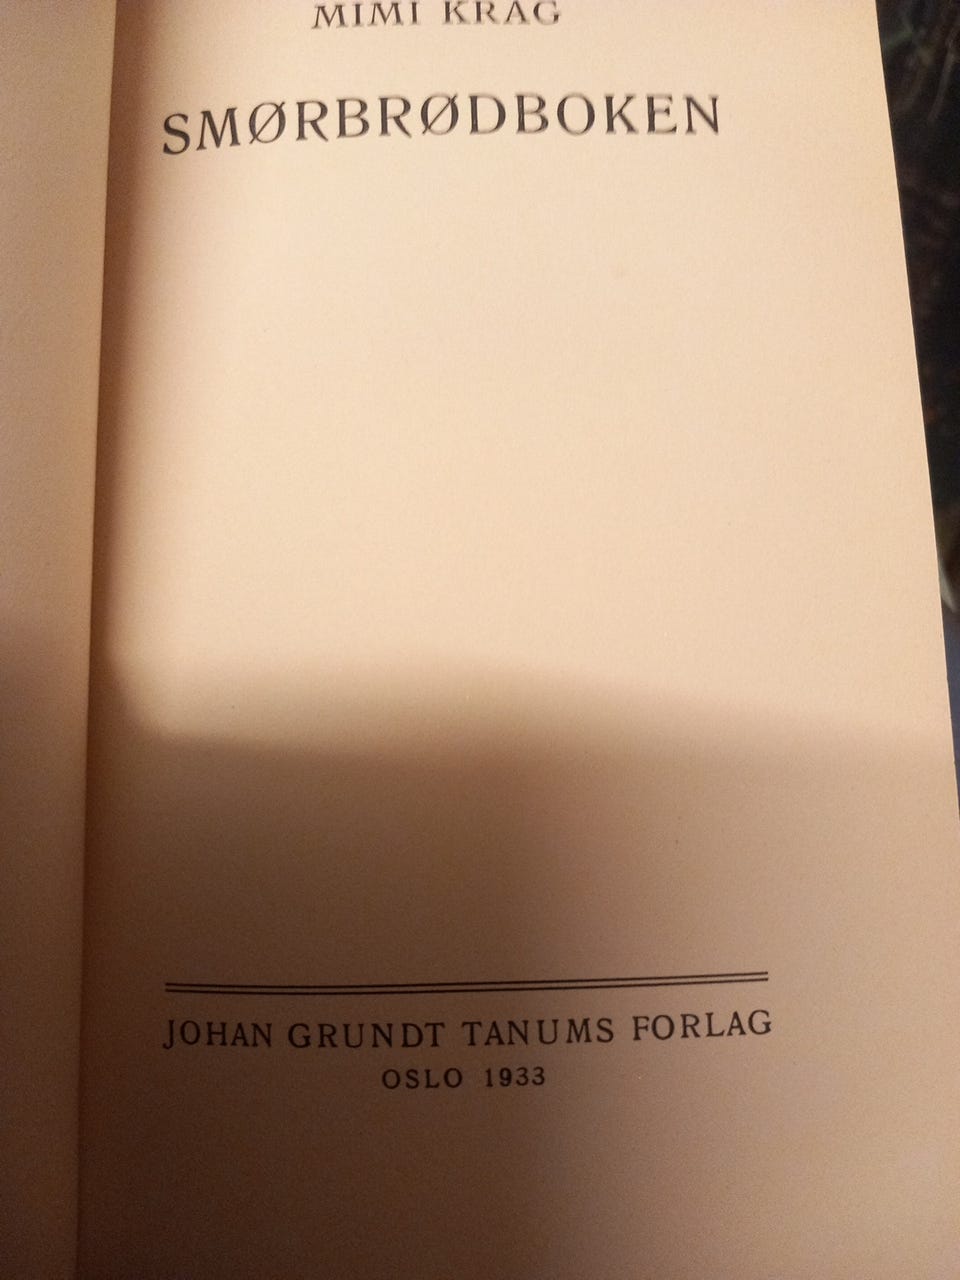 MIMI KRAG
SMØRBRØDBOKEN
JOHAN GRUNDT TANUMS FORLAG
OSLO 1933